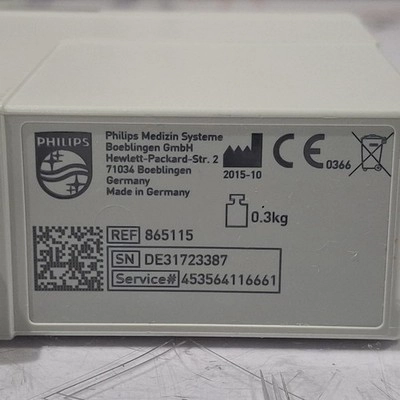 PHILIPS
Philips Medizin Systeme
Boeblingen GmbH
Hewlett-Packard-Str. 2
71034 Boeblingen
Germany
Made in Germany
2015-10
CE 0366
0.3kg
REF 865115
SN DE31723387
Service# 453564116661